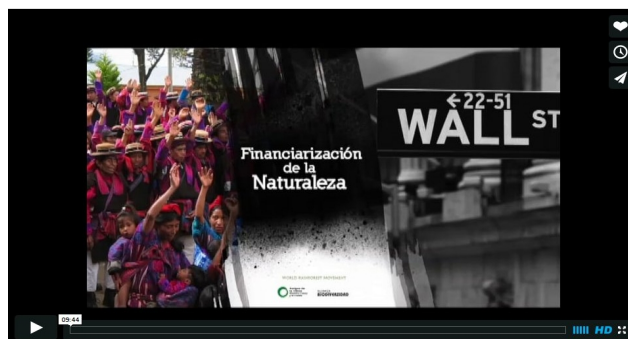 ←22-51
WALL ST
Financiarización
de la
Naturaleza
WORLD RAINFOREST MOVEMENT
09:44
HD